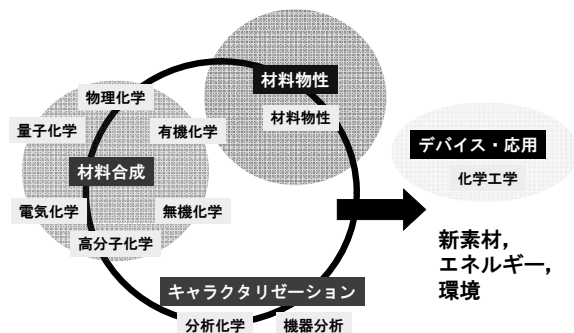 材料物性
材料物性
物理化学
量子化学
有機化学
材料合成
電気化学
無機化学
高分子化学
キャラクタリゼーション
分析化学
機器分析
デバイス・応用
化学工学
新素材,
エネルギー,
環境